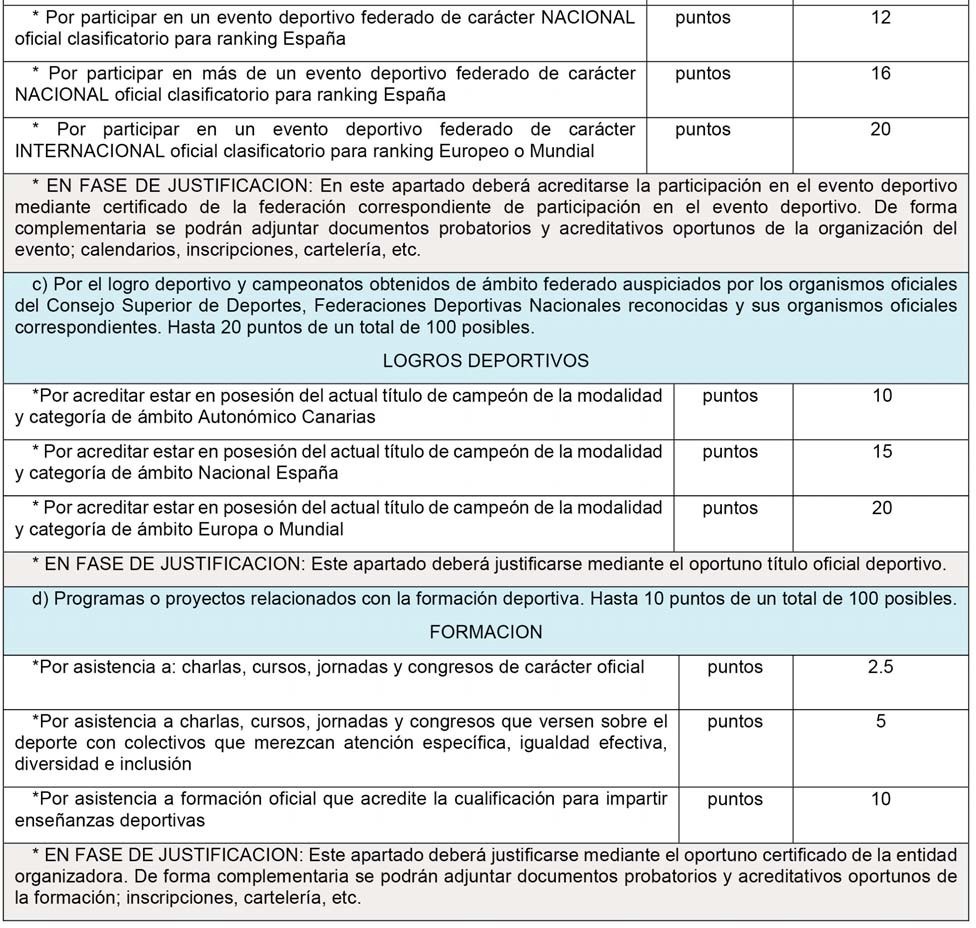 * Por participar en un evento deportivo federado de carácter NACIONAL puntos 12
oficial clasificatorio para ranking España
* Por participar en más de un evento deportivo federado de carácter puntos 16
NACIONAL oficial clasificatorio para ranking España
* Por participar en un evento deportivo federado de carácter puntos 20
INTERNACIONAL oficial clasificatorio para ranking Europeo o Mundial
* EN FASE DE JUSTIFICACION: En este apartado deberá acreditarse la participación en el evento deportivo
mediante certificado de la federación correspondiente de participación en el evento deportivo. De forma
complementaria se podrán adjuntar documentos probatorios y acreditativos oportunos de la organización del
evento; calendarios, inscripciones, cartelería, etc.
c) Por el logro deportivo y campeonatos obtenidos de ámbito federado auspiciados por los organismos oficiales
del Consejo Superior de Deportes, Federaciones Deportivas Nacionales reconocidas y sus organismos oficiales
correspondientes. Hasta 20 puntos de un total de 100 posibles.
LOGROS DEPORTIVOS
*Por acreditar estar en posesión del actual título de campeón de la modalidad puntos 10
y categoría de ámbito Autonómico Canarias
* Por acreditar estar en posesión del actual título de campeón de la modalidad puntos 15
y categoría de ámbito Nacional España
* Por acreditar estar en posesión del actual título de campeón de la modalidad puntos 20
y categoría de ámbito Europa o Mundial
* EN FASE DE JUSTIFICACION: Este apartado deberá justificarse mediante el oportuno título oficial deportivo.
d) Programas o proyectos relacionados con la formación deportiva. Hasta 10 puntos de un total de 100 posibles.
FORMACION
*Por asistencia a: charlas, cursos, jornadas y congresos de carácter oficial puntos 2.5
*Por asistencia a charlas, cursos, jornadas y congresos que versen sobre el puntos 5
deporte con colectivos que merezcan atención específica, igualdad efectiva,
diversidad e inclusión
*Por asistencia a formación oficial que acredite la cualificación para impartir puntos 10
enseñanzas deportivas
* EN FASE DE JUSTIFICACION: Este apartado deberá justificarse mediante el oportuno certificado de la entidad
organizadora. De forma complementaria se podrán adjuntar documentos probatorios y acreditativos oportunos de
la formación; inscripciones, cartelería, etc.